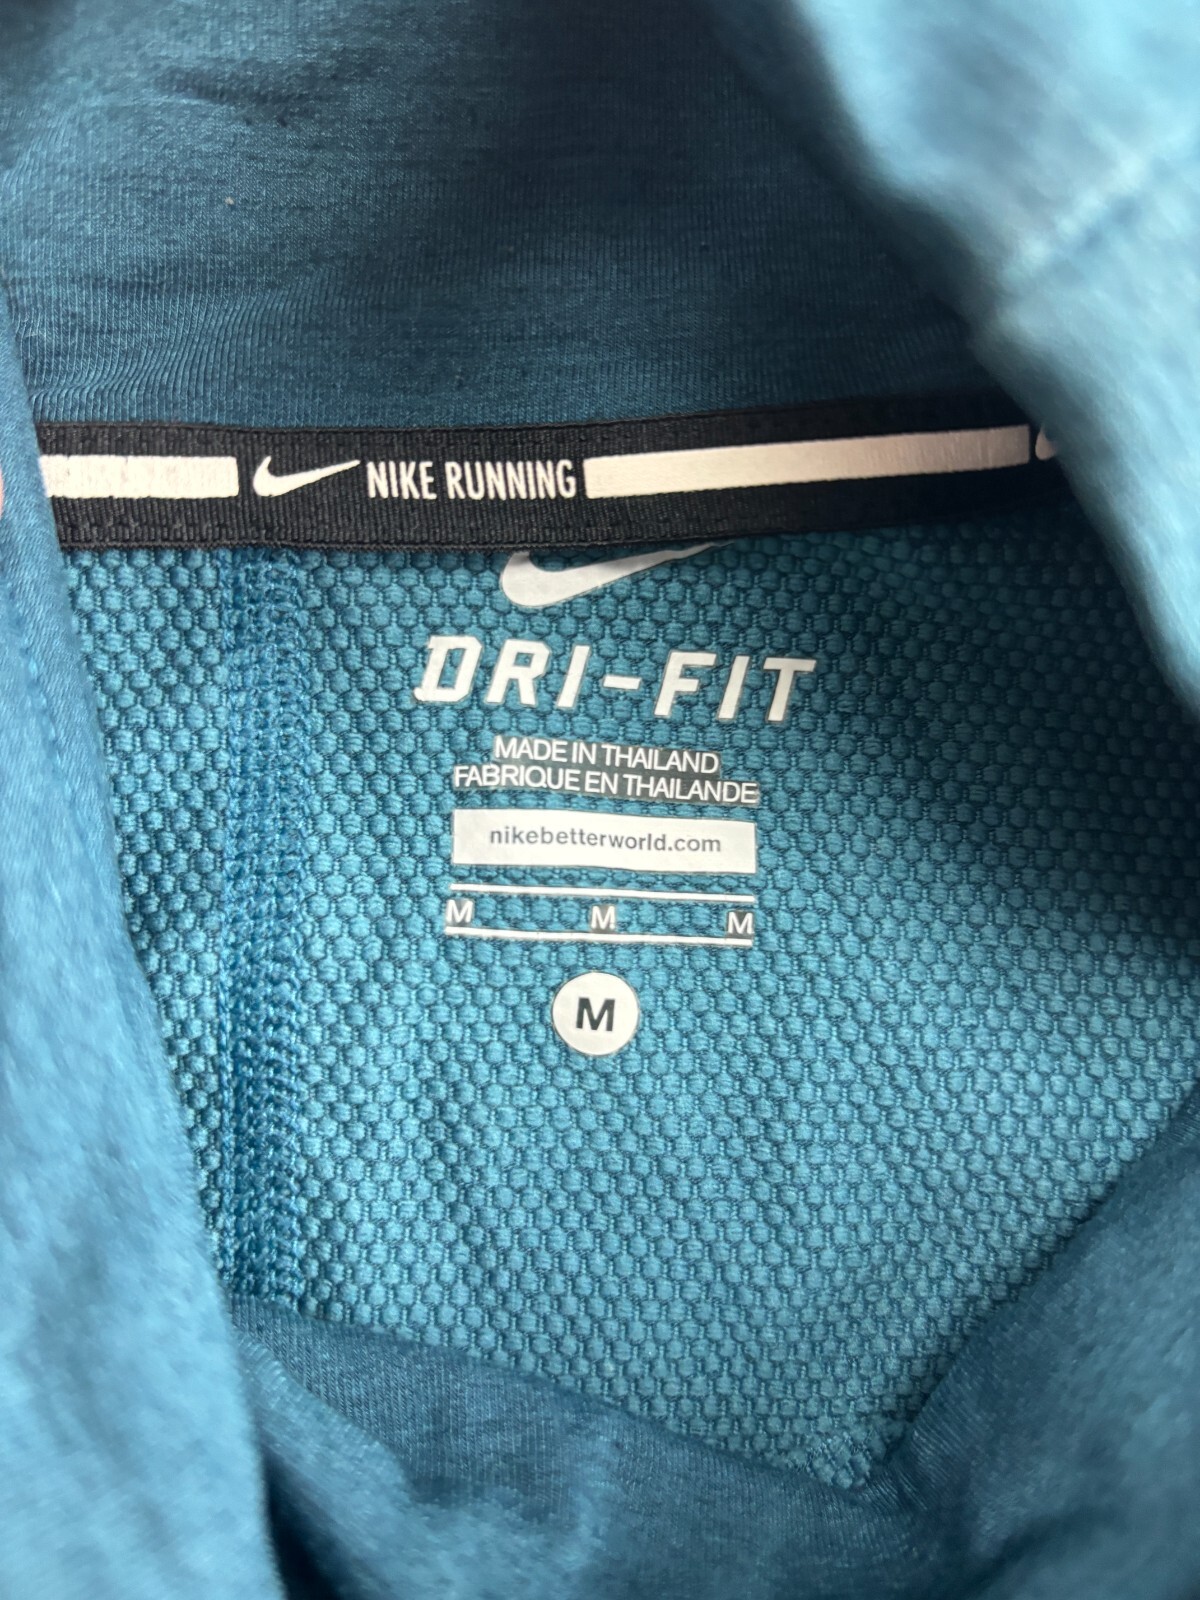 NIKE RUNNING
DRI-FIT
MADE IN THAILAND
FABRIQUE EN THAILANDE
nikebetterworld.com
M M M
M